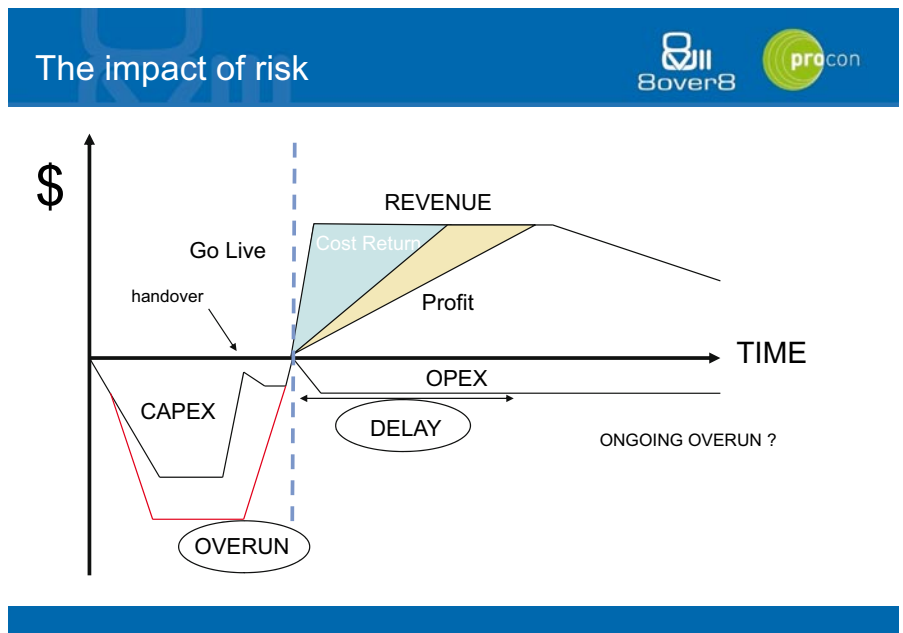 The impact of risk
8over8
procon
$
REVENUE
Go Live
Cost Return
handover
Profit
TIME
OPEX
CAPEX
DELAY
ONGOING OVERUN ?
OVERUN